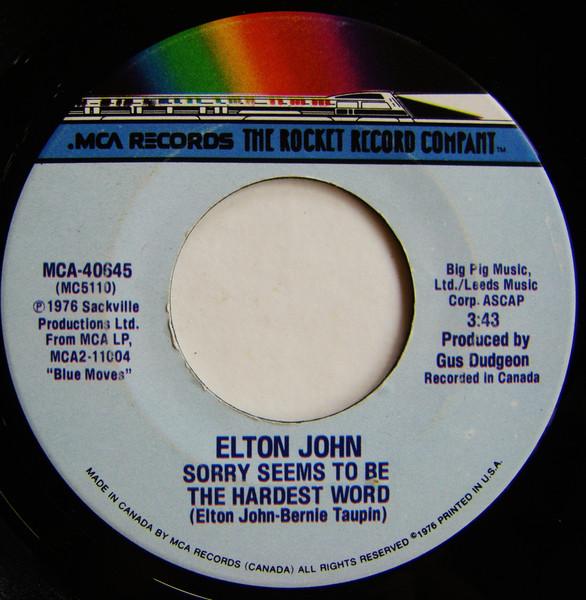 .MCA RECORDS THE ROCKET RECORD COMPANY™
MCA-40645
(MC5110)
℗1976 Sackville
Productions Ltd.
From MCA LP,
MCA2-11004
"Blue Moves"
Big Pig Music,
Ltd./Leeds Music
Corp. ASCAP
3:43
Produced by
Gus Dudgeon
Recorded in Canada
ELTON JOHN
SORRY SEEMS TO BE
THE HARDEST WORD
(Elton John-Bernie Taupin)
MADE IN CANADA BY MCA RECORDS (CANADA) ALL RIGHTS RESERVED ©1976 PRINTED IN U.S.A.